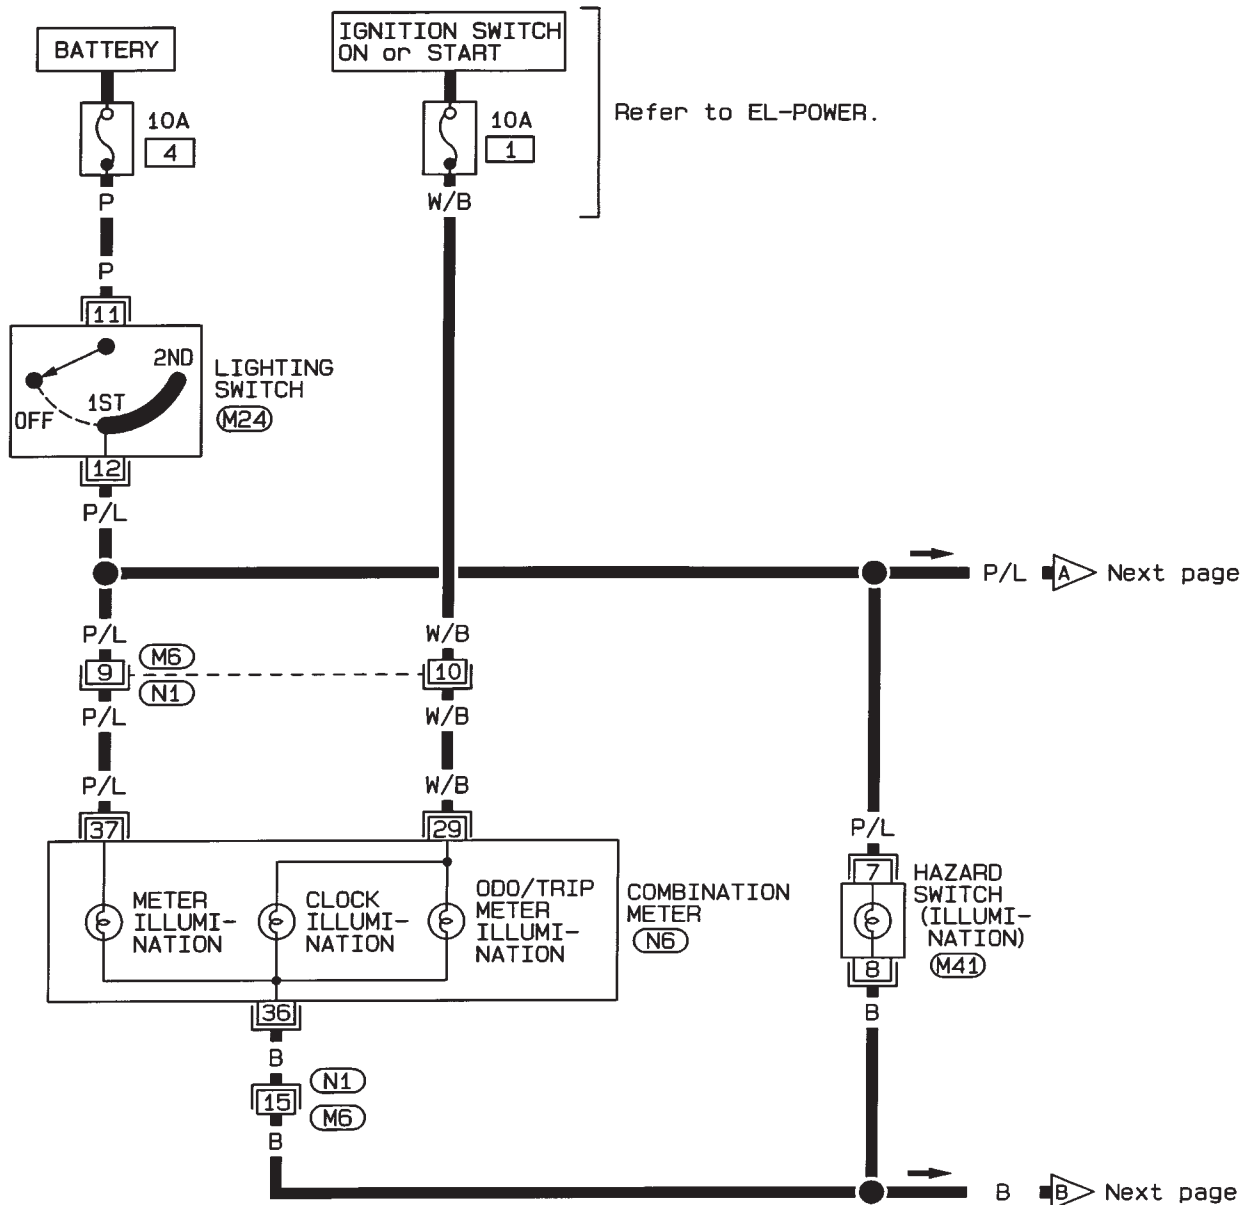 BATTERY
IGNITION SWITCH
ON or START
Refer to EL-POWER.
10A
4
10A
1
P
W/B
P
11
2ND
1ST
OFF
LIGHTING
SWITCH
M24
12
P/L
P/L
A
Next page
P/L
W/B
M6
9
10
N1
P/L
W/B
P/L
W/B
37
29
P/L
7
HAZARD
SWITCH
(ILLUMI-
NATION)
M41
METER
ILLUMI-
NATION
CLOCK
ILLUMI-
NATION
ODO/TRIP
METER
ILLUMI-
NATION
COMBINATION
METER
N6
8
36
B
B
N1
15
M6
B
B
B
Next page